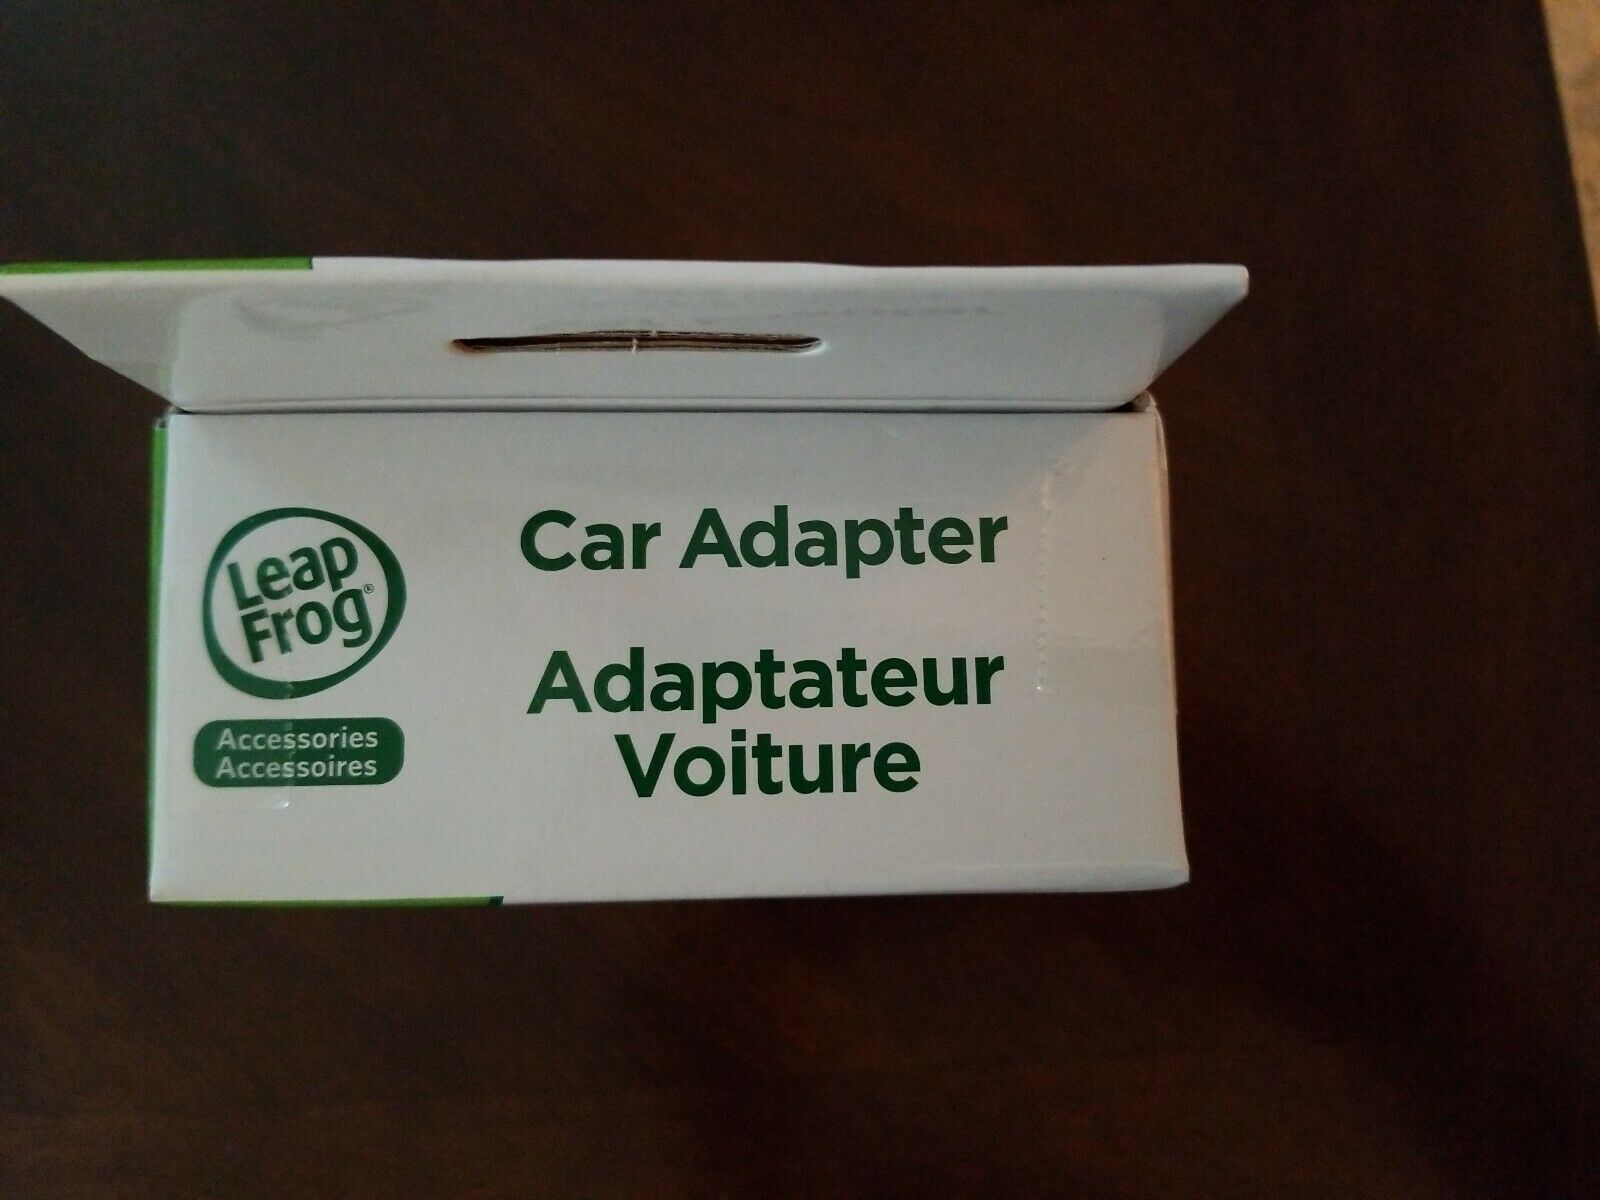 Leap
Frog®
Accessories
Accessoires
Car Adapter
Adaptateur
Voiture